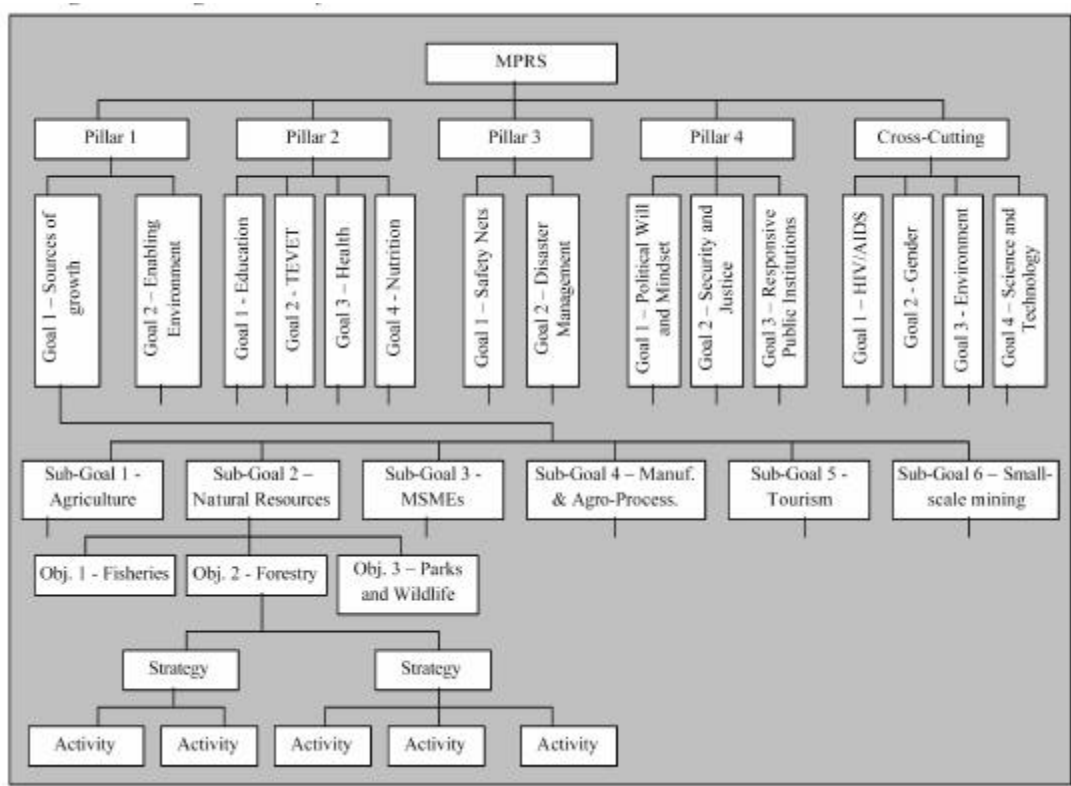 MPRS
Pillar 1
Pillar 2
Pillar 3
Pillar 4
Cross-Cutting
Goal 1 – Sources of
growth
Goal 2 – Enabling
Environment
Goal 1 - Education
Goal 2 - TEVET
Goal 3 – Health
Goal 4 - Nutrition
Goal 1 – Safety Nets
Goal 2 – Disaster
Management
Goal 1 – Political Will
and Mindset
Goal 2 – Security and
Justice
Goal 3 – Responsive
Public Institutions
Goal 1 – HIV/AIDS
Goal 2 - Gender
Goal 3 - Environment
Goal 4 – Science and
Technology
Sub-Goal 1 -
Agriculture
Sub-Goal 2 –
Natural Resources
Sub-Goal 3 -
MSMEs
Sub-Goal 4 – Manuf.
& Agro-Process.
Sub-Goal 5 -
Tourism
Sub-Goal 6 – Small-
scale mining
Obj. 1 - Fisheries
Obj. 2 - Forestry
Obj. 3 – Parks
and Wildlife
Strategy
Strategy
Activity
Activity
Activity
Activity
Activity